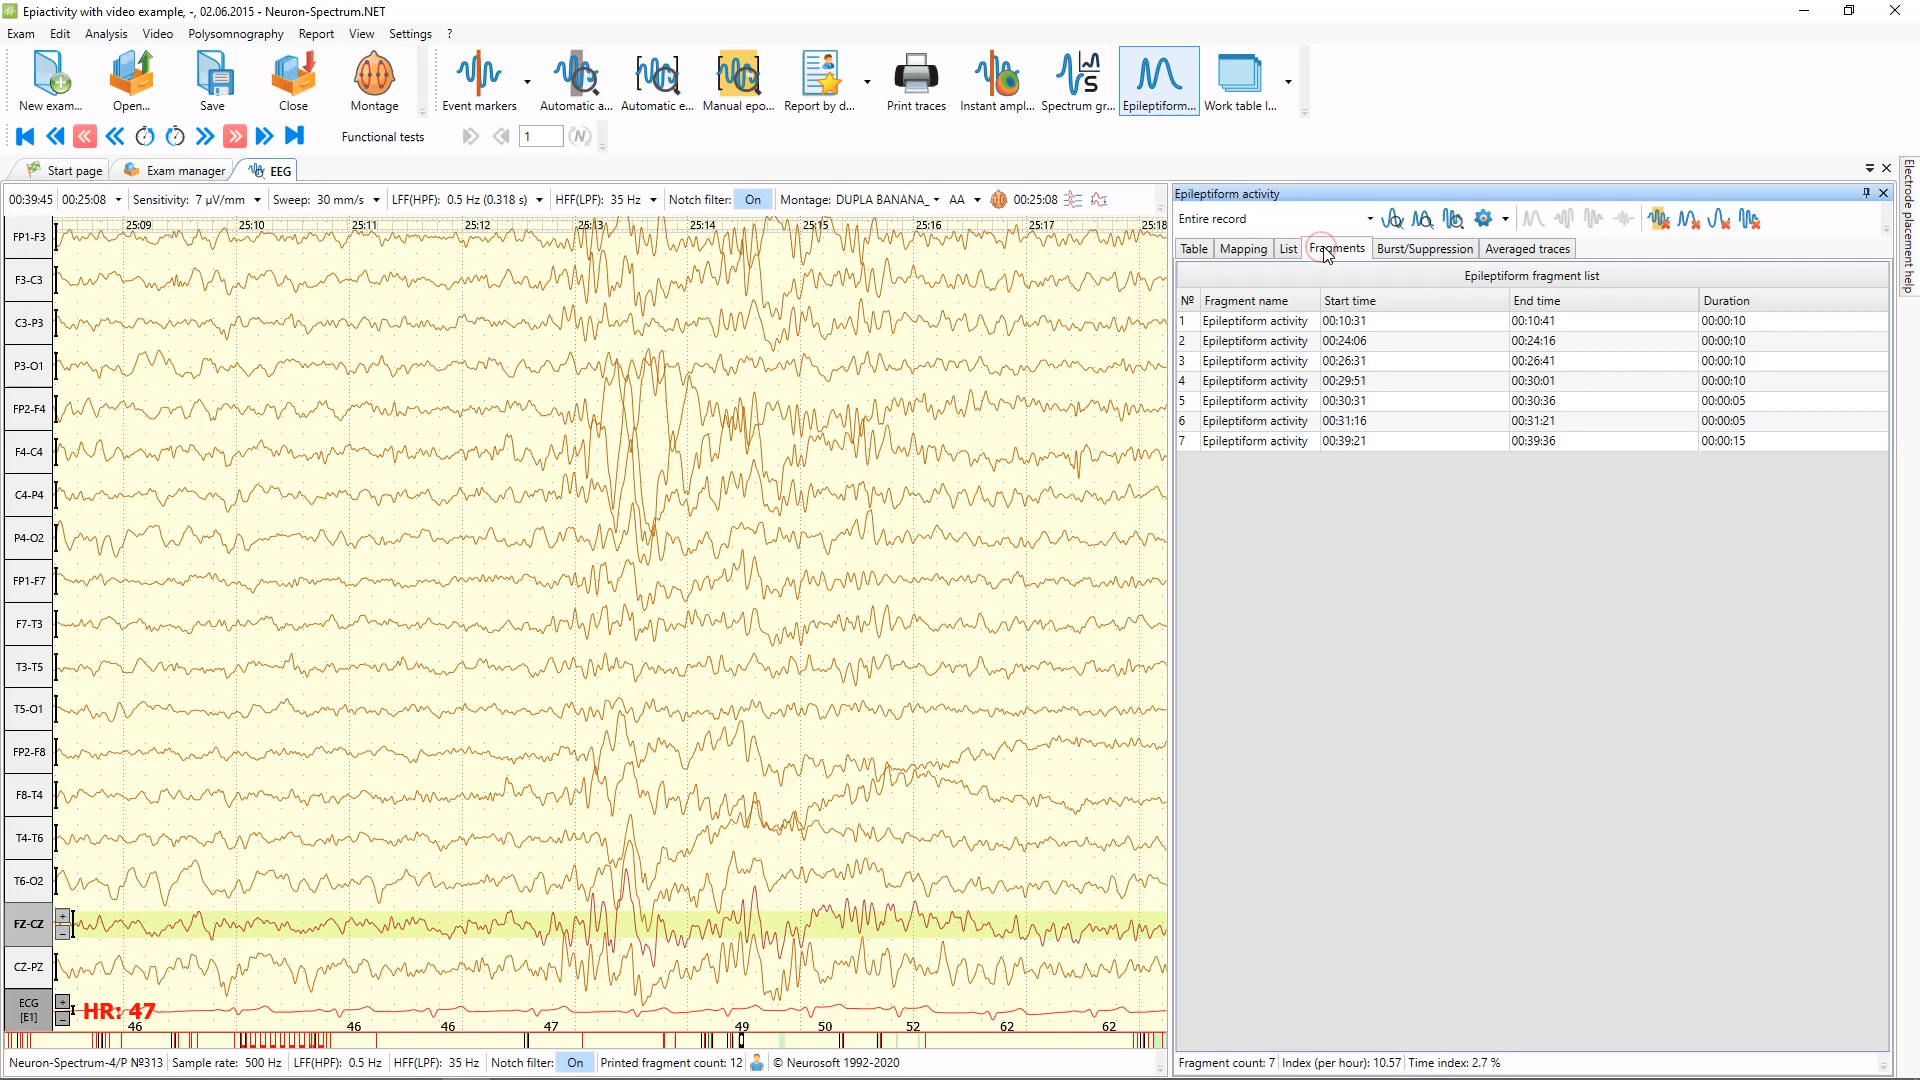 Epiactivity with video example, -, 02.06.2015 - Neuron-Spectrum.NET
Exam Edit Analysis Video Polysomnography Report View Settings ?
New exam... Open... Save Close Montage Event markers Automatic a... Automatic e... Manual epo... Report by d... Print traces Instant ampl... Spectrum gr... Epileptiform... Work table l...
Functional tests 1
Start page Exam manager EEG
00:39:45 00:25:08 Sensitivity: 7 µV/mm Sweep: 30 mm/s LFF(HPF): 0.5 Hz (0.318 s) HFF(LPF): 35 Hz Notch filter: On Montage: DUPLA BANANA_ AA 00:25:08
25:09 25:10 25:11 25:12 25:13 25:14 25:15 25:16 25:17 25:18
FP1-F3
F3-C3
C3-P3
P3-O1
FP2-F4
F4-C4
C4-P4
P4-O2
FP1-F7
F7-T3
T3-T5
T5-O1
FP2-F8
F8-T4
T4-T6
T6-O2
FZ-CZ
CZ-PZ
ECG
[E1]
HR: 47
46 46 46 47 49 50 52 62 62
Neuron-Spectrum-4/P №313 Sample rate: 500 Hz LFF(HPF): 0.5 Hz HFF(LPF): 35 Hz Notch filter: On Printed fragment count: 12 © Neurosoft 1992-2020
Epileptiform activity
Entire record
Table Mapping List Fragments Burst/Suppression Averaged traces
Epileptiform fragment list
№ Fragment name Start time End time Duration
1 Epileptiform activity 00:10:31 00:10:41 00:00:10
2 Epileptiform activity 00:24:06 00:24:16 00:00:10
3 Epileptiform activity 00:26:31 00:26:41 00:00:10
4 Epileptiform activity 00:29:51 00:30:01 00:00:10
5 Epileptiform activity 00:30:31 00:30:36 00:00:05
6 Epileptiform activity 00:31:16 00:31:21 00:00:05
7 Epileptiform activity 00:39:21 00:39:36 00:00:15
Fragment count: 7 Index (per hour): 10.57 Time index: 2.7 %
Electrode placement help